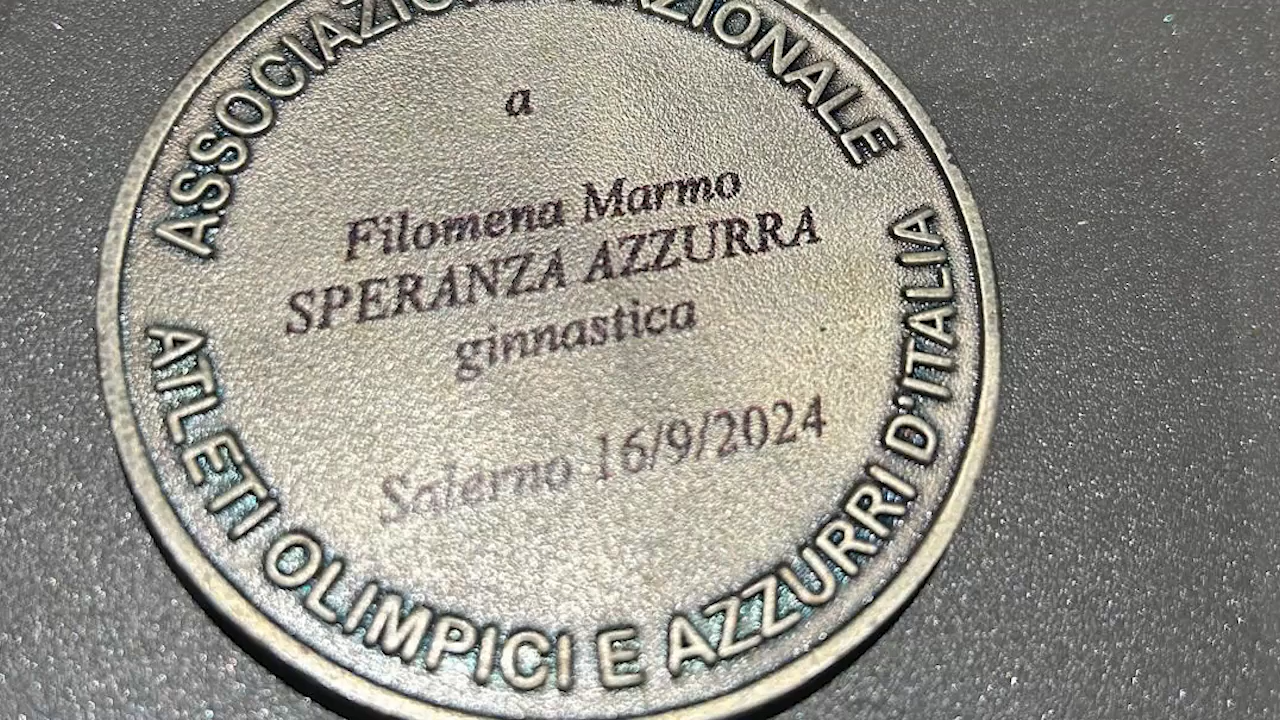 ASSOCIAZIONE NAZIONALE
a
Filomena Marmo
SPERANZA AZZURRA
ginnastica
Salerno 16/9/2024
ATLETI OLIMPICI E AZZURRI D'ITALIA